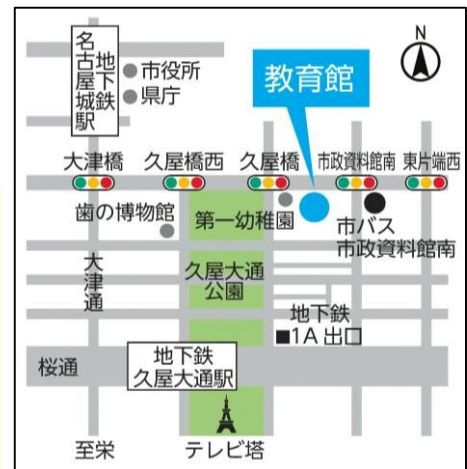 N
地下鉄
名古屋城駅
市役所
県庁
教育館
大津橋
久屋橋西
久屋橋
市政資料館南
東片端西
歯の博物館
第一幼稚園
市バス
市政資料館南
大津通
久屋大通
公園
地下鉄
■1A 出口
桜通
地下鉄
久屋大通駅
至栄
テレビ塔